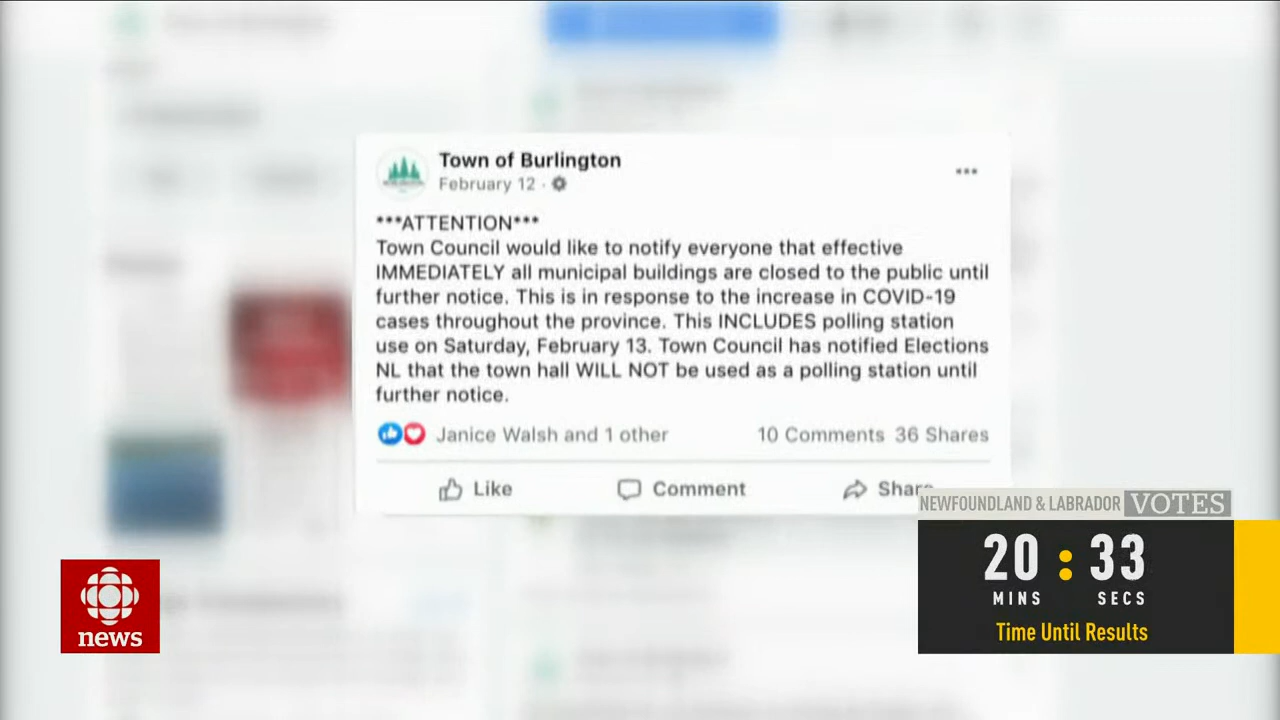 Town of Burlington
February 12 ·
***ATTENTION***
Town Council would like to notify everyone that effective
IMMEDIATELY all municipal buildings are closed to the public until
further notice. This is in response to the increase in COVID-19
cases throughout the province. This INCLUDES polling station
use on Saturday, February 13. Town Council has notified Elections
NL that the town hall WILL NOT be used as a polling station until
further notice.
Janice Walsh and 1 other 10 Comments 36 Shares
Like Comment Share
NEWFOUNDLAND & LABRADOR VOTES
20 : 33
MINS SECS
Time Until Results
news